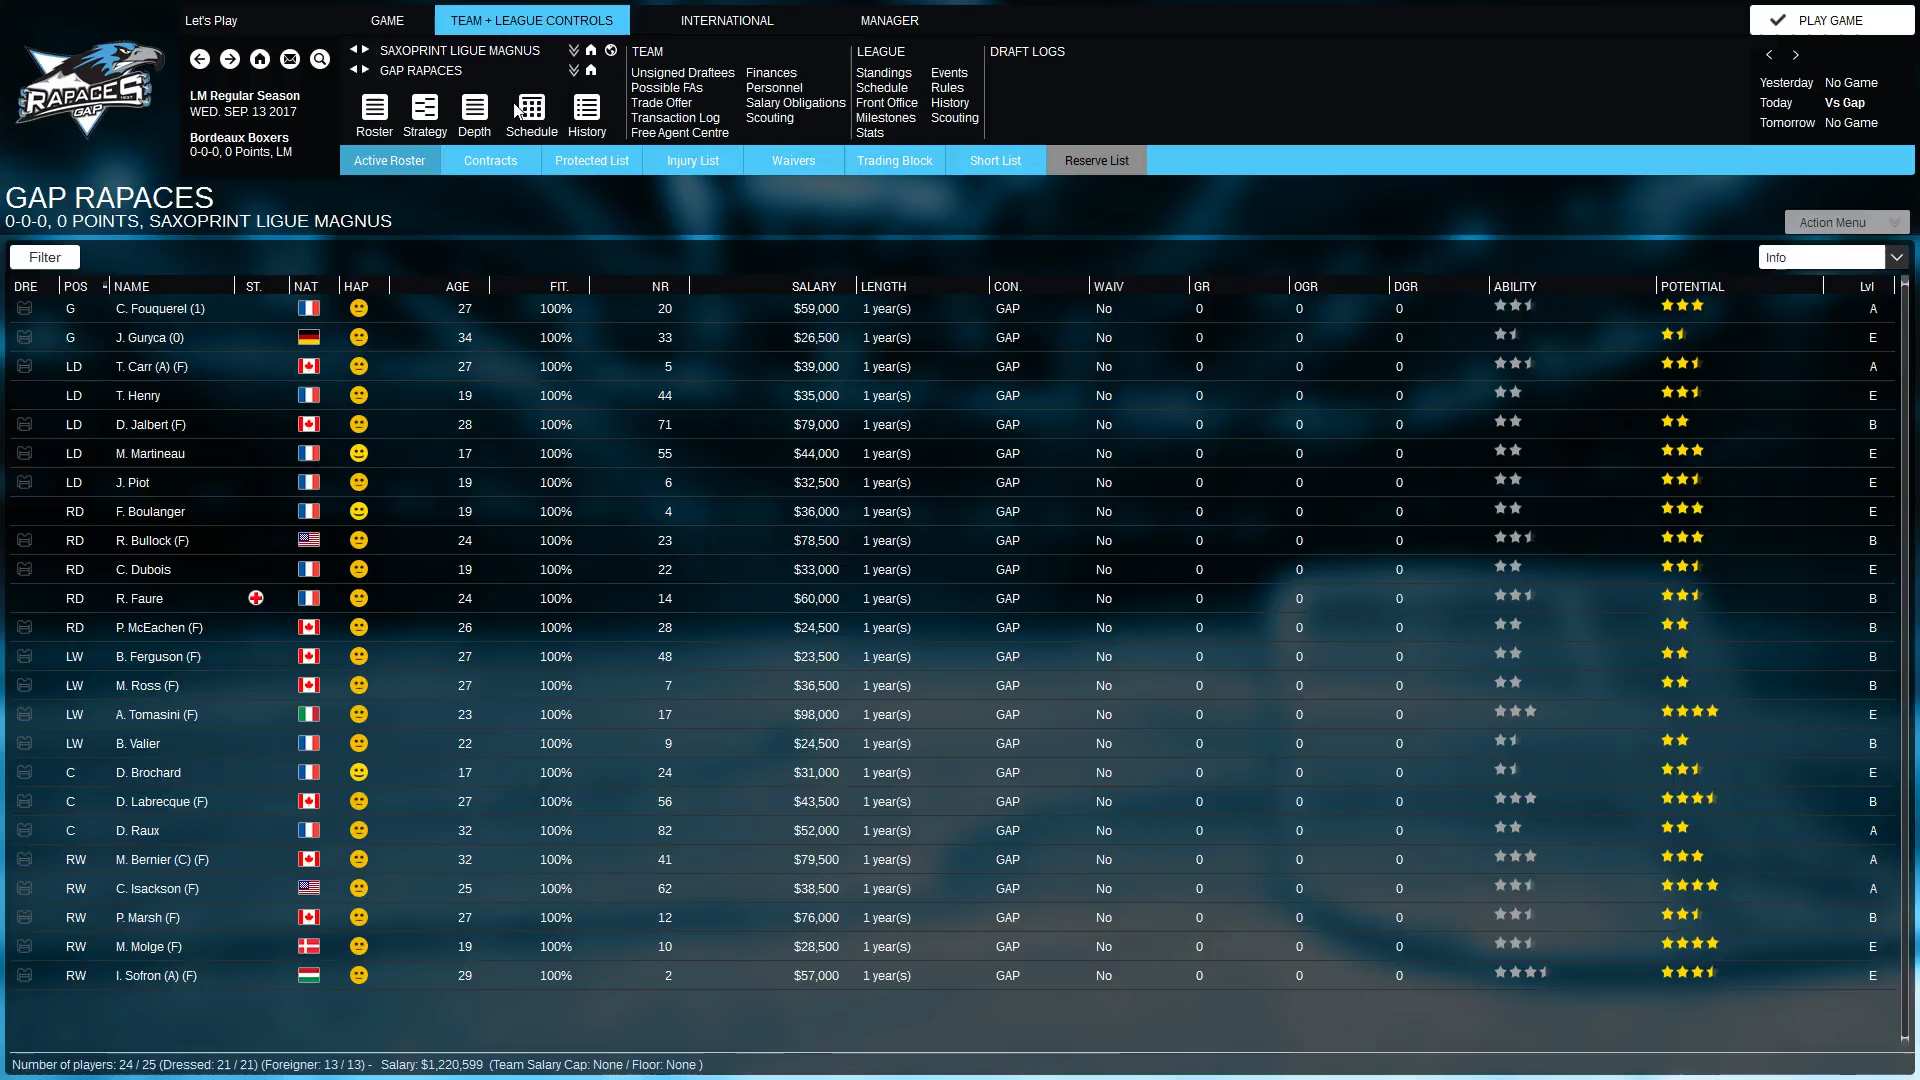 Let's Play
GAME
TEAM + LEAGUE CONTROLS
INTERNATIONAL
MANAGER
PLAY GAME
RAPACES
GAP
LM Regular Season
WED. SEP. 13 2017
Bordeaux Boxers
0-0-0, 0 Points, LM
SAXOPRINT LIGUE MAGNUS
GAP RAPACES
Roster Strategy Depth Schedule History
TEAM
Unsigned Draftees Finances
Possible FAs Personnel
Trade Offer Salary Obligations
Transaction Log Scouting
Free Agent Centre
LEAGUE
Standings Events
Schedule Rules
Front Office History
Milestones Scouting
Stats
DRAFT LOGS
Yesterday No Game
Today Vs Gap
Tomorrow No Game
Active Roster Contracts Protected List Injury List Waivers Trading Block Short List Reserve List
GAP RAPACES
0-0-0, 0 POINTS, SAXOPRINT LIGUE MAGNUS
Action Menu
Filter
Info
DRE POS NAME ST. NAT HAP AGE FIT. NR SALARY LENGTH CON. WAIV GR OGR DGR ABILITY POTENTIAL Lvl
G C. Fouquerel (1) 27 100% 20 $59,000 1 year(s) GAP No 0 0 0 A
G J. Guryca (0) 34 100% 33 $26,500 1 year(s) GAP No 0 0 0 E
LD T. Carr (A) (F) 27 100% 5 $39,000 1 year(s) GAP No 0 0 0 A
LD T. Henry 19 100% 44 $35,000 1 year(s) GAP No 0 0 0 E
LD D. Jalbert (F) 28 100% 71 $79,000 1 year(s) GAP No 0 0 0 B
LD M. Martineau 17 100% 55 $44,000 1 year(s) GAP No 0 0 0 E
LD J. Piot 19 100% 6 $32,500 1 year(s) GAP No 0 0 0 E
RD F. Boulanger 19 100% 4 $36,000 1 year(s) GAP No 0 0 0 E
RD R. Bullock (F) 24 100% 23 $78,500 1 year(s) GAP No 0 0 0 B
RD C. Dubois 19 100% 22 $33,000 1 year(s) GAP No 0 0 0 E
RD R. Faure 24 100% 14 $60,000 1 year(s) GAP No 0 0 0 B
RD P. McEachen (F) 26 100% 28 $24,500 1 year(s) GAP No 0 0 0 B
LW B. Ferguson (F) 27 100% 48 $23,500 1 year(s) GAP No 0 0 0 B
LW M. Ross (F) 27 100% 7 $36,500 1 year(s) GAP No 0 0 0 B
LW A. Tomasini (F) 23 100% 17 $98,000 1 year(s) GAP No 0 0 0 E
LW B. Valier 22 100% 9 $24,500 1 year(s) GAP No 0 0 0 B
C D. Brochard 17 100% 24 $31,000 1 year(s) GAP No 0 0 0 E
C D. Labrecque (F) 27 100% 56 $43,500 1 year(s) GAP No 0 0 0 B
C D. Raux 32 100% 82 $52,000 1 year(s) GAP No 0 0 0 A
RW M. Bernier (C) (F) 32 100% 41 $79,500 1 year(s) GAP No 0 0 0 A
RW C. Isackson (F) 25 100% 62 $38,500 1 year(s) GAP No 0 0 0 A
RW P. Marsh (F) 27 100% 12 $76,000 1 year(s) GAP No 0 0 0 B
RW M. Molge (F) 19 100% 10 $28,500 1 year(s) GAP No 0 0 0 E
RW I. Sofron (A) (F) 29 100% 2 $57,000 1 year(s) GAP No 0 0 0 E
Number of players: 24 / 25 (Dressed: 21 / 21) (Foreigner: 13 / 13) - Salary: $1,220,599 (Team Salary Cap: None / Floor: None )